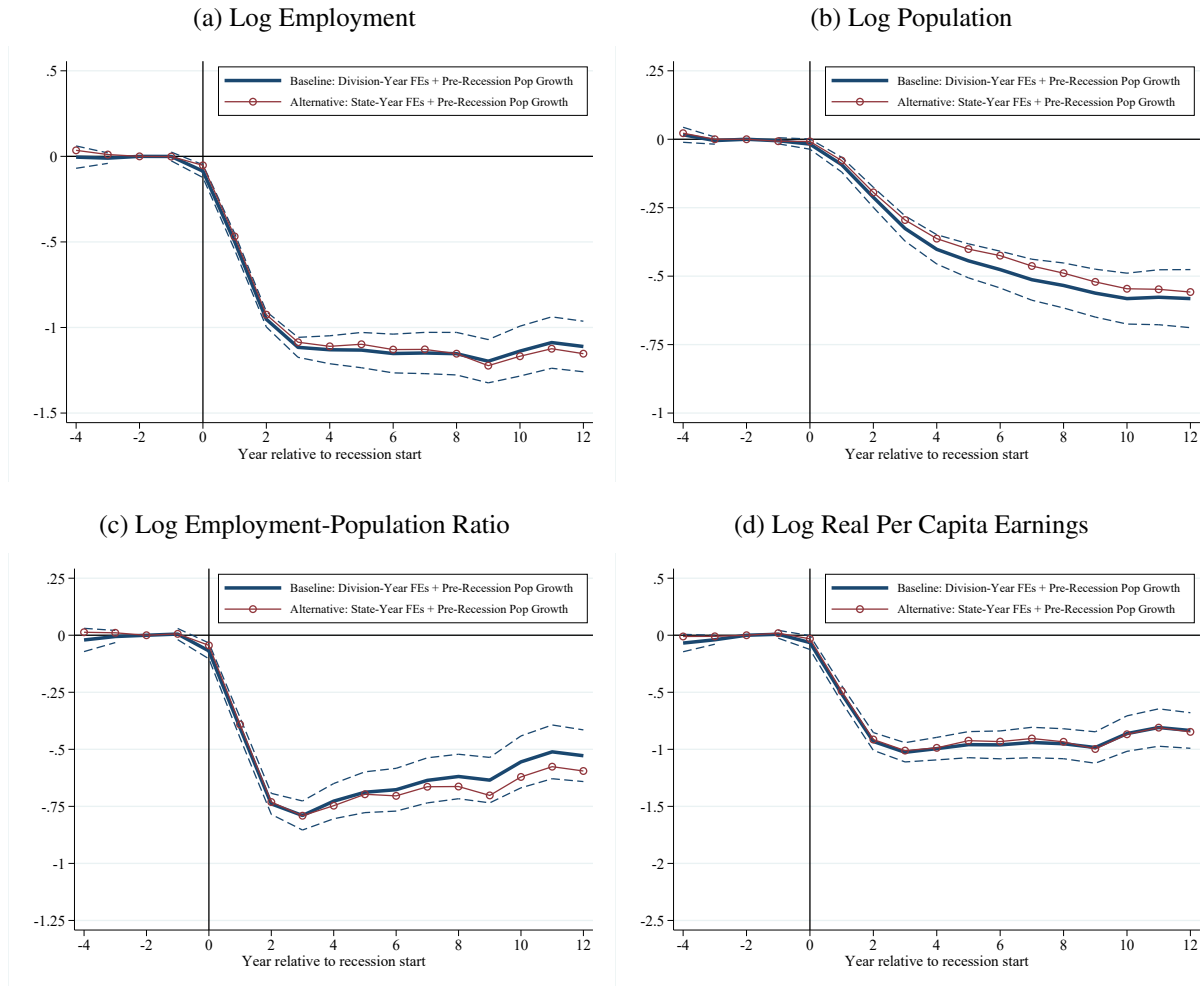 (a) Log Employment
.5
0
-.5
-1
-1.5
Baseline: Division-Year FEs + Pre-Recession Pop Growth
Alternative: State-Year FEs + Pre-Recession Pop Growth
-4 -2 0 2 4 6 8 10 12
Year relative to recession start
(b) Log Population
.25
0
-.25
-.5
-.75
-1
Baseline: Division-Year FEs + Pre-Recession Pop Growth
Alternative: State-Year FEs + Pre-Recession Pop Growth
-4 -2 0 2 4 6 8 10 12
Year relative to recession start
(c) Log Employment-Population Ratio
.25
0
-.25
-.5
-.75
-1
-1.25
Baseline: Division-Year FEs + Pre-Recession Pop Growth
Alternative: State-Year FEs + Pre-Recession Pop Growth
-4 -2 0 2 4 6 8 10 12
Year relative to recession start
(d) Log Real Per Capita Earnings
.5
0
-.5
-1
-1.5
-2
-2.5
Baseline: Division-Year FEs + Pre-Recession Pop Growth
Alternative: State-Year FEs + Pre-Recession Pop Growth
-4 -2 0 2 4 6 8 10 12
Year relative to recession start